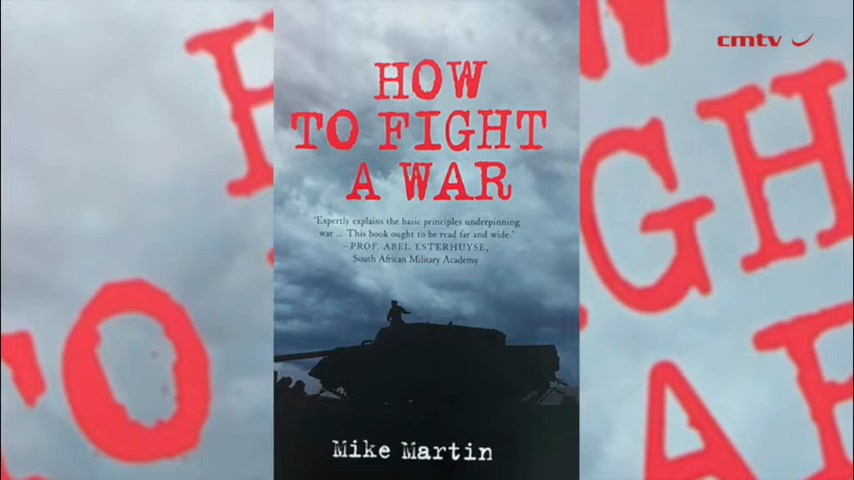 cmtv
HOW
TO FIGHT
A WAR
'Expertly explains the basic principles underpinning
war ... This book ought to be read far and wide.'
– PROF. ABEL ESTERHUYSE,
South African Military Academy
Mike Martin